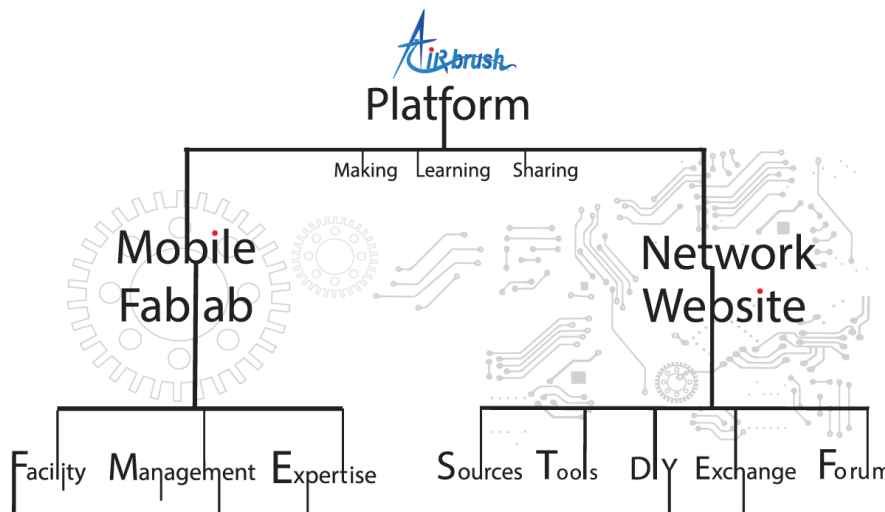 AiRbrush
Platform
Making Learning Sharing
Mobile
Fablab
Network
Website
Facility Management Expertise
Sources Tools DIY Exchange Forum